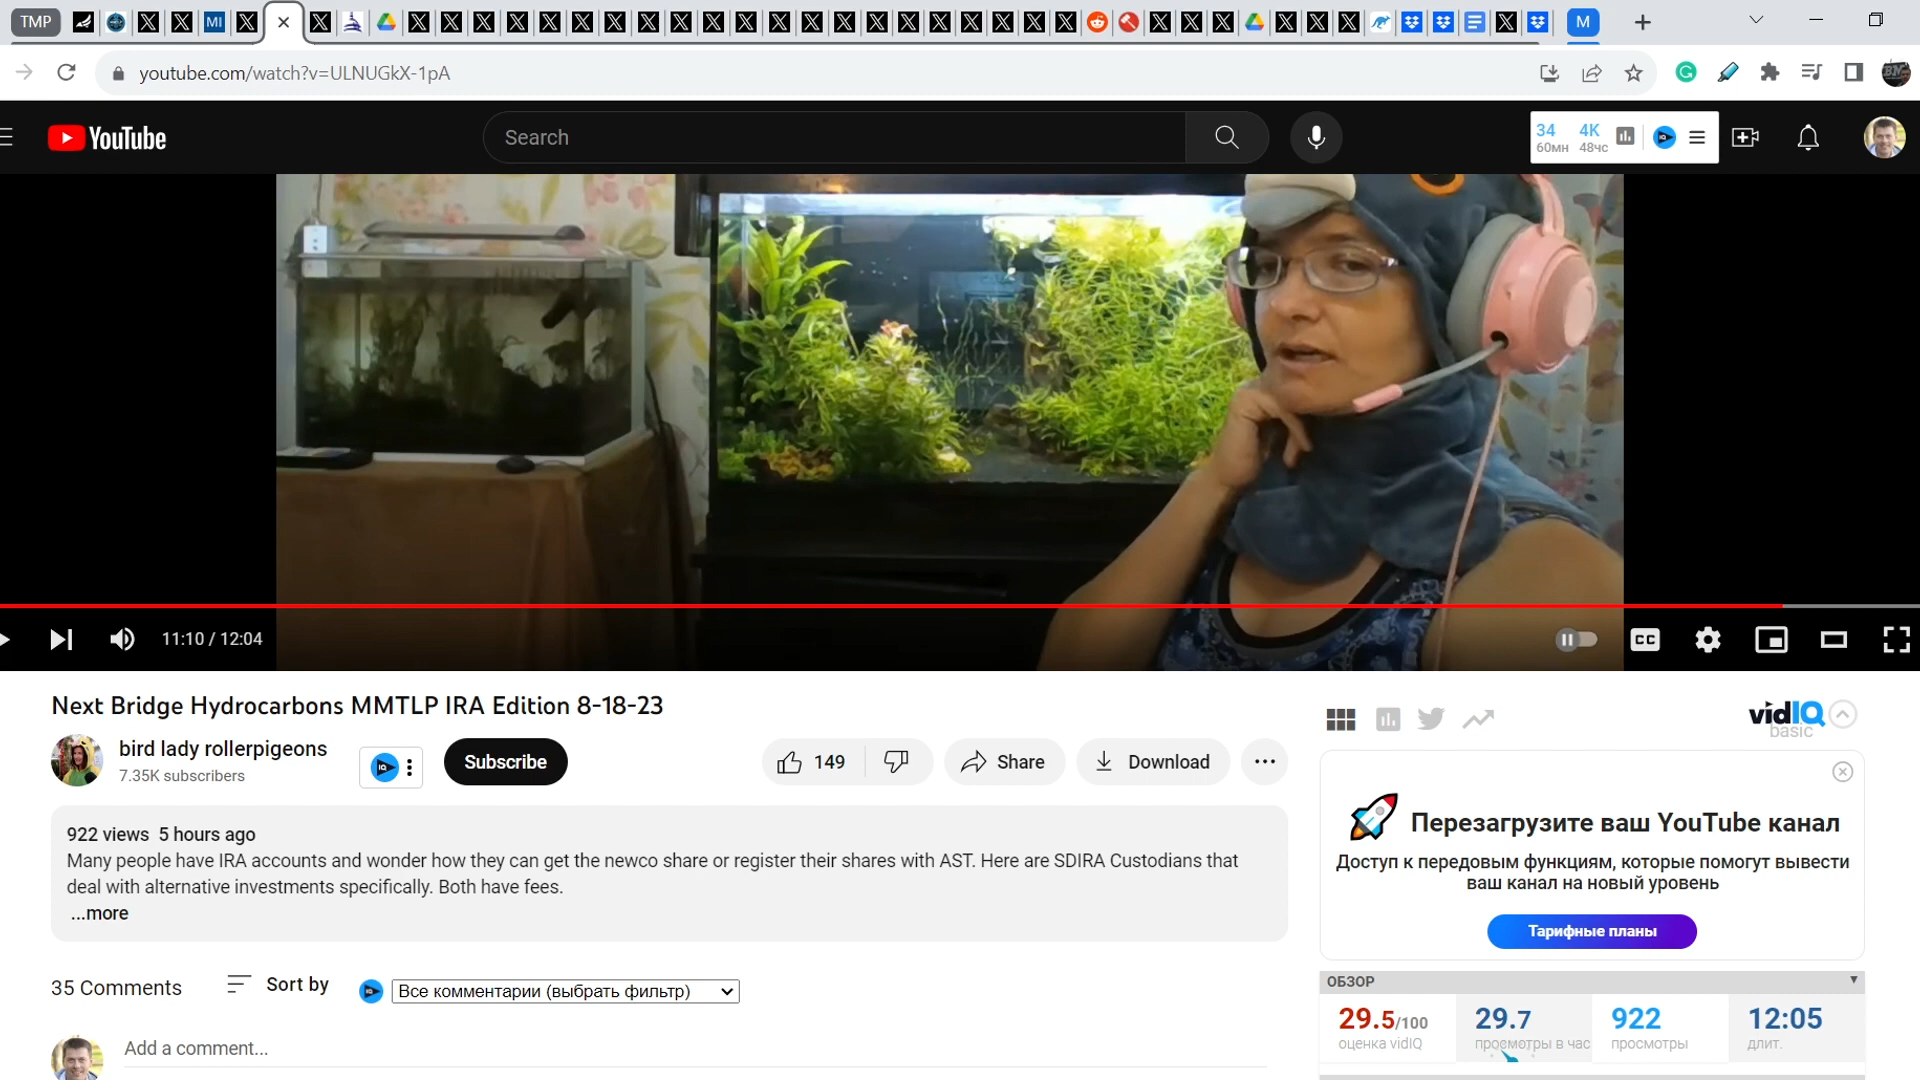 TMP
MI
M
youtube.com/watch?v=ULNUGkX-1pA
YouTube
Search
34 4K
60мн 48чс
11:10 / 12:04
CC
Next Bridge Hydrocarbons MMTLP IRA Edition 8-18-23
bird lady rollerpigeons
7.35K subscribers
Subscribe
149
Share
Download
922 views 5 hours ago
Many people have IRA accounts and wonder how they can get the newco share or register their shares with AST. Here are SDIRA Custodians that
deal with alternative investments specifically. Both have fees.
...more
35 Comments
Sort by
Все комментарии (выбрать фильтр)
Add a comment...
vidIQ
basic
Перезагрузите ваш YouTube канал
Доступ к передовым функциям, которые помогут вывести
ваш канал на новый уровень
Тарифные планы
ОБЗОР
29.5/100
оценка vidIQ
29.7
просмотры в час
922
просмотры
12:05
длит.